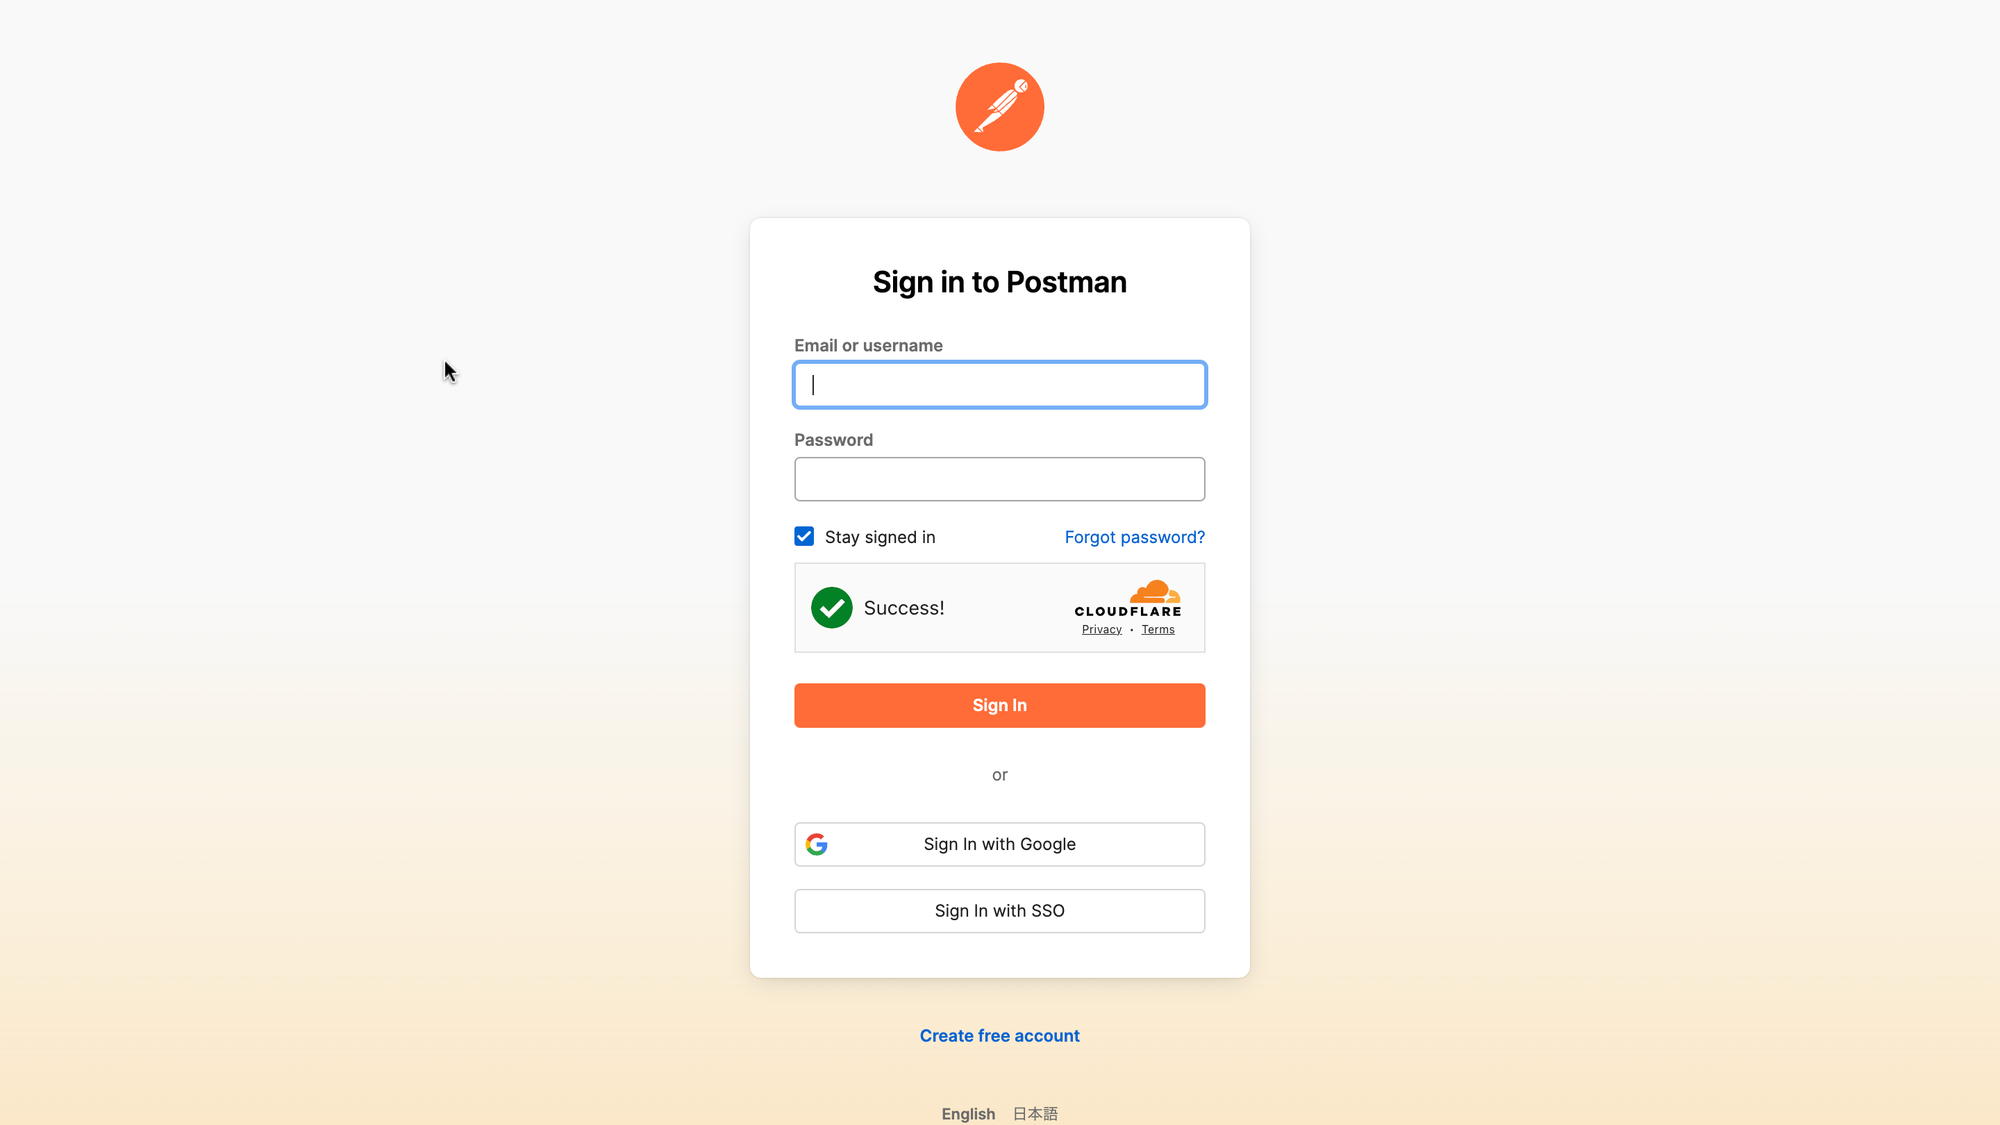 Sign in to Postman
Email or username
Password
Stay signed in Forgot password?
Success!
CLOUDFLARE
Privacy • Terms
Sign In
or
Sign In with Google
Sign In with SSO
Create free account
English 日本語